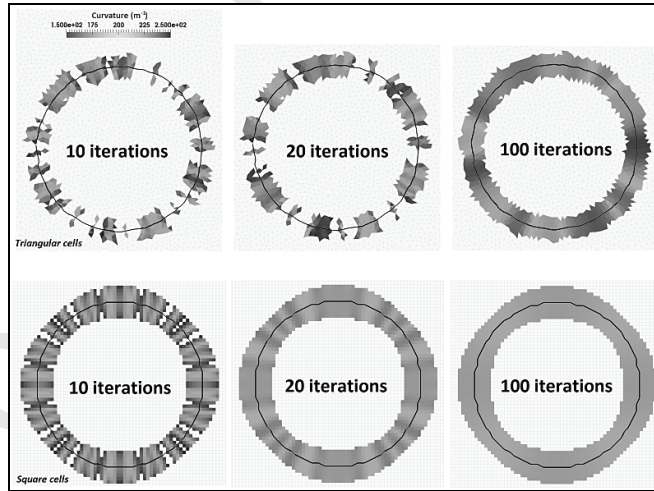 Curvature (m⁻²)
1.500e+02 175 200 225 2.500e+02
10 iterations
20 iterations
100 iterations
Triangular cells
10 iterations
20 iterations
100 iterations
Square cells